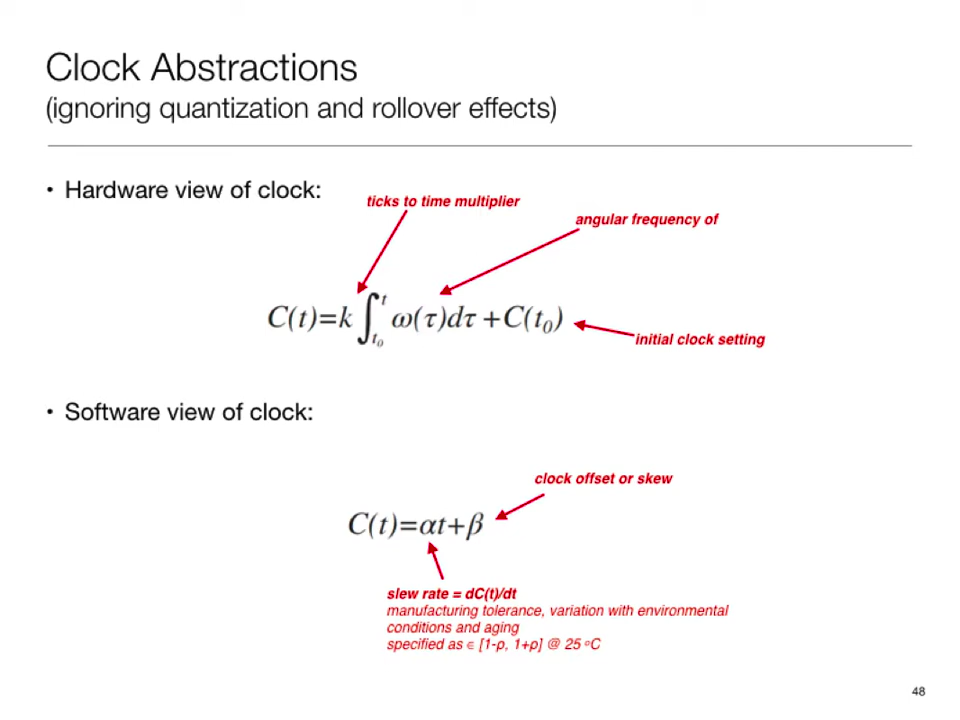 Clock Abstractions
(ignoring quantization and rollover effects)
• Hardware view of clock:
ticks to time multiplier
angular frequency of
C(t)=k∫ₜ₀ᵗ ω(τ)dτ+C(t₀)
initial clock setting
• Software view of clock:
clock offset or skew
C(t)=αt+β
slew rate = dC(t)/dt
manufacturing tolerance, variation with environmental
conditions and aging
specified as ∈ [1-ρ, 1+ρ] @ 25 ºC
48